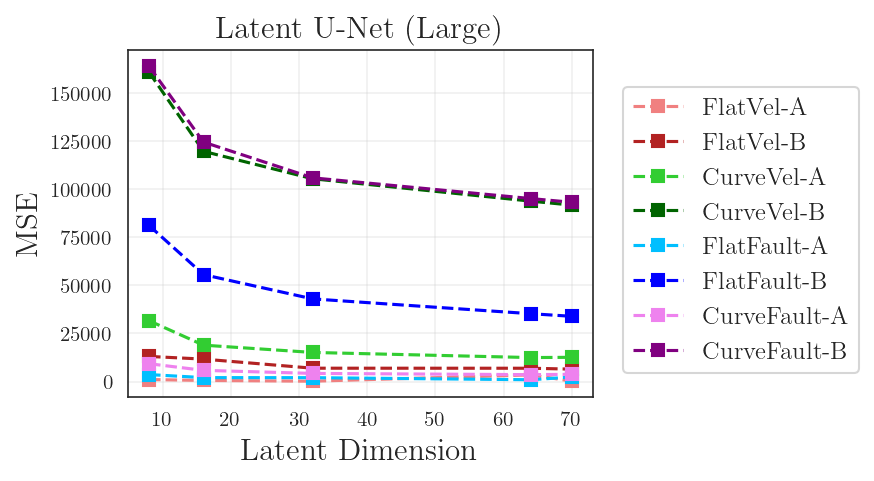 Latent U-Net (Large)
MSE
150000
125000
100000
75000
50000
25000
0
10 20 30 40 50 60 70
Latent Dimension
FlatVel-A
FlatVel-B
CurveVel-A
CurveVel-B
FlatFault-A
FlatFault-B
CurveFault-A
CurveFault-B